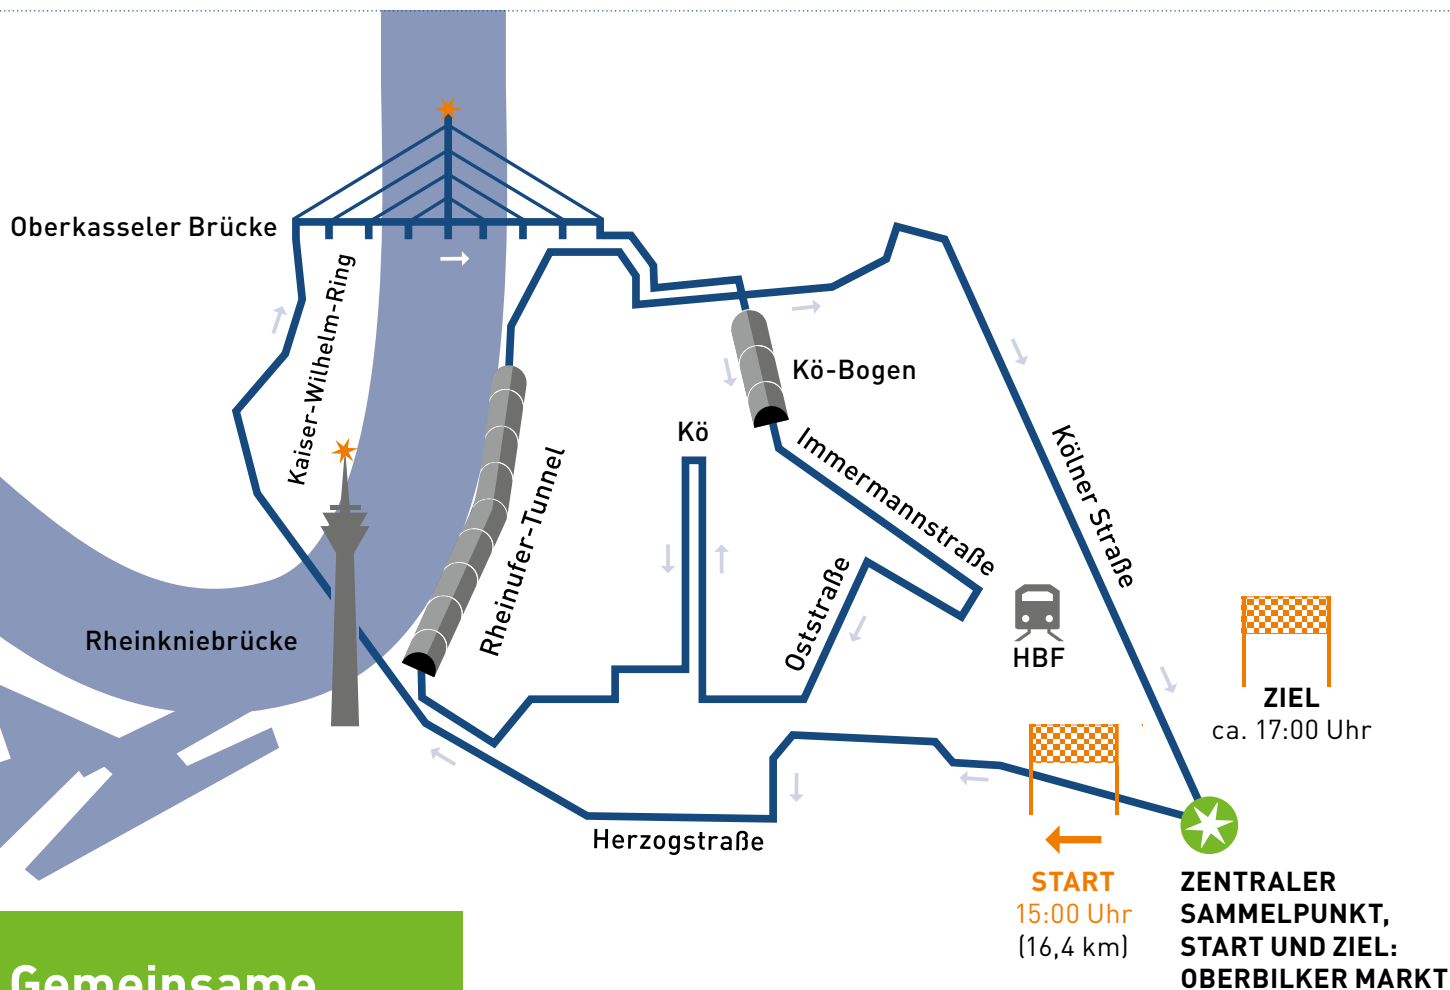 Oberkasseler Brücke
Kaiser-Wilhelm-Ring
Kö-Bogen
Kö
Immermannstraße
Kölner Straße
Rheinufer-Tunnel
Oststraße
Rheinkniebrücke
HBF
ZIEL
ca. 17:00 Uhr
Herzogstraße
START
15:00 Uhr
(16,4 km)
ZENTRALER
SAMMELPUNKT,
START UND ZIEL:
OBERBILKER MARKT
Gemeinsame